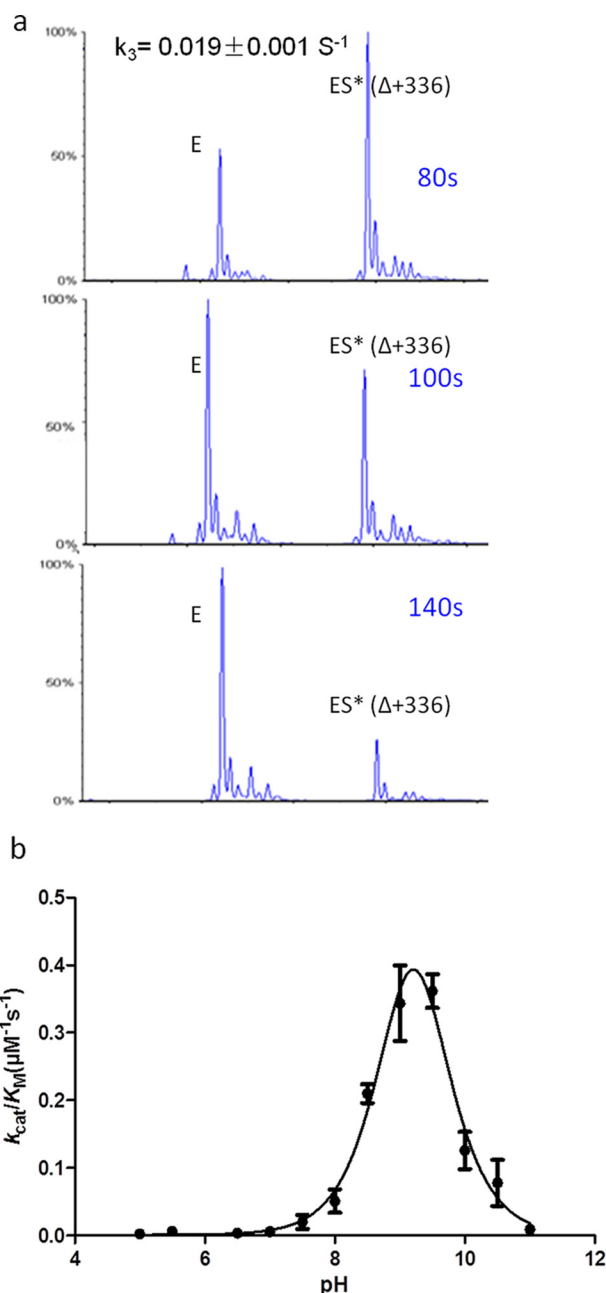 a
k3= 0.019±0.001 S-1
100%
50%
0%
E
ES* (Δ+336)
80s
100%
50%
0%
E
ES* (Δ+336)
100s
100%
50%
0%
E
ES* (Δ+336)
140s
b
kcat/KM(μM-1s-1)
0.5
0.4
0.3
0.2
0.1
0.0
4 6 8 10 12
pH